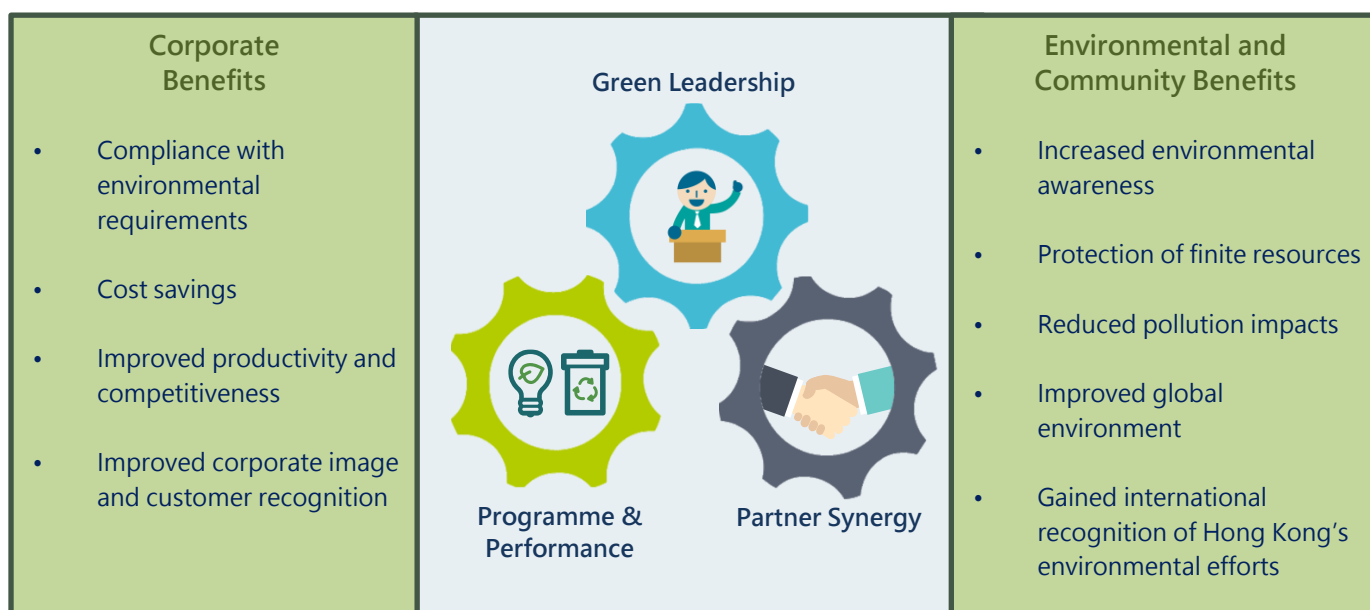 Corporate
Benefits
• Compliance with
environmental
requirements
• Cost savings
• Improved productivity and
competitiveness
• Improved corporate image
and customer recognition
Green Leadership
Programme &
Performance
Partner Synergy
Environmental and
Community Benefits
• Increased environmental
awareness
• Protection of finite resources
• Reduced pollution impacts
• Improved global
environment
• Gained international
recognition of Hong Kong’s
environmental efforts